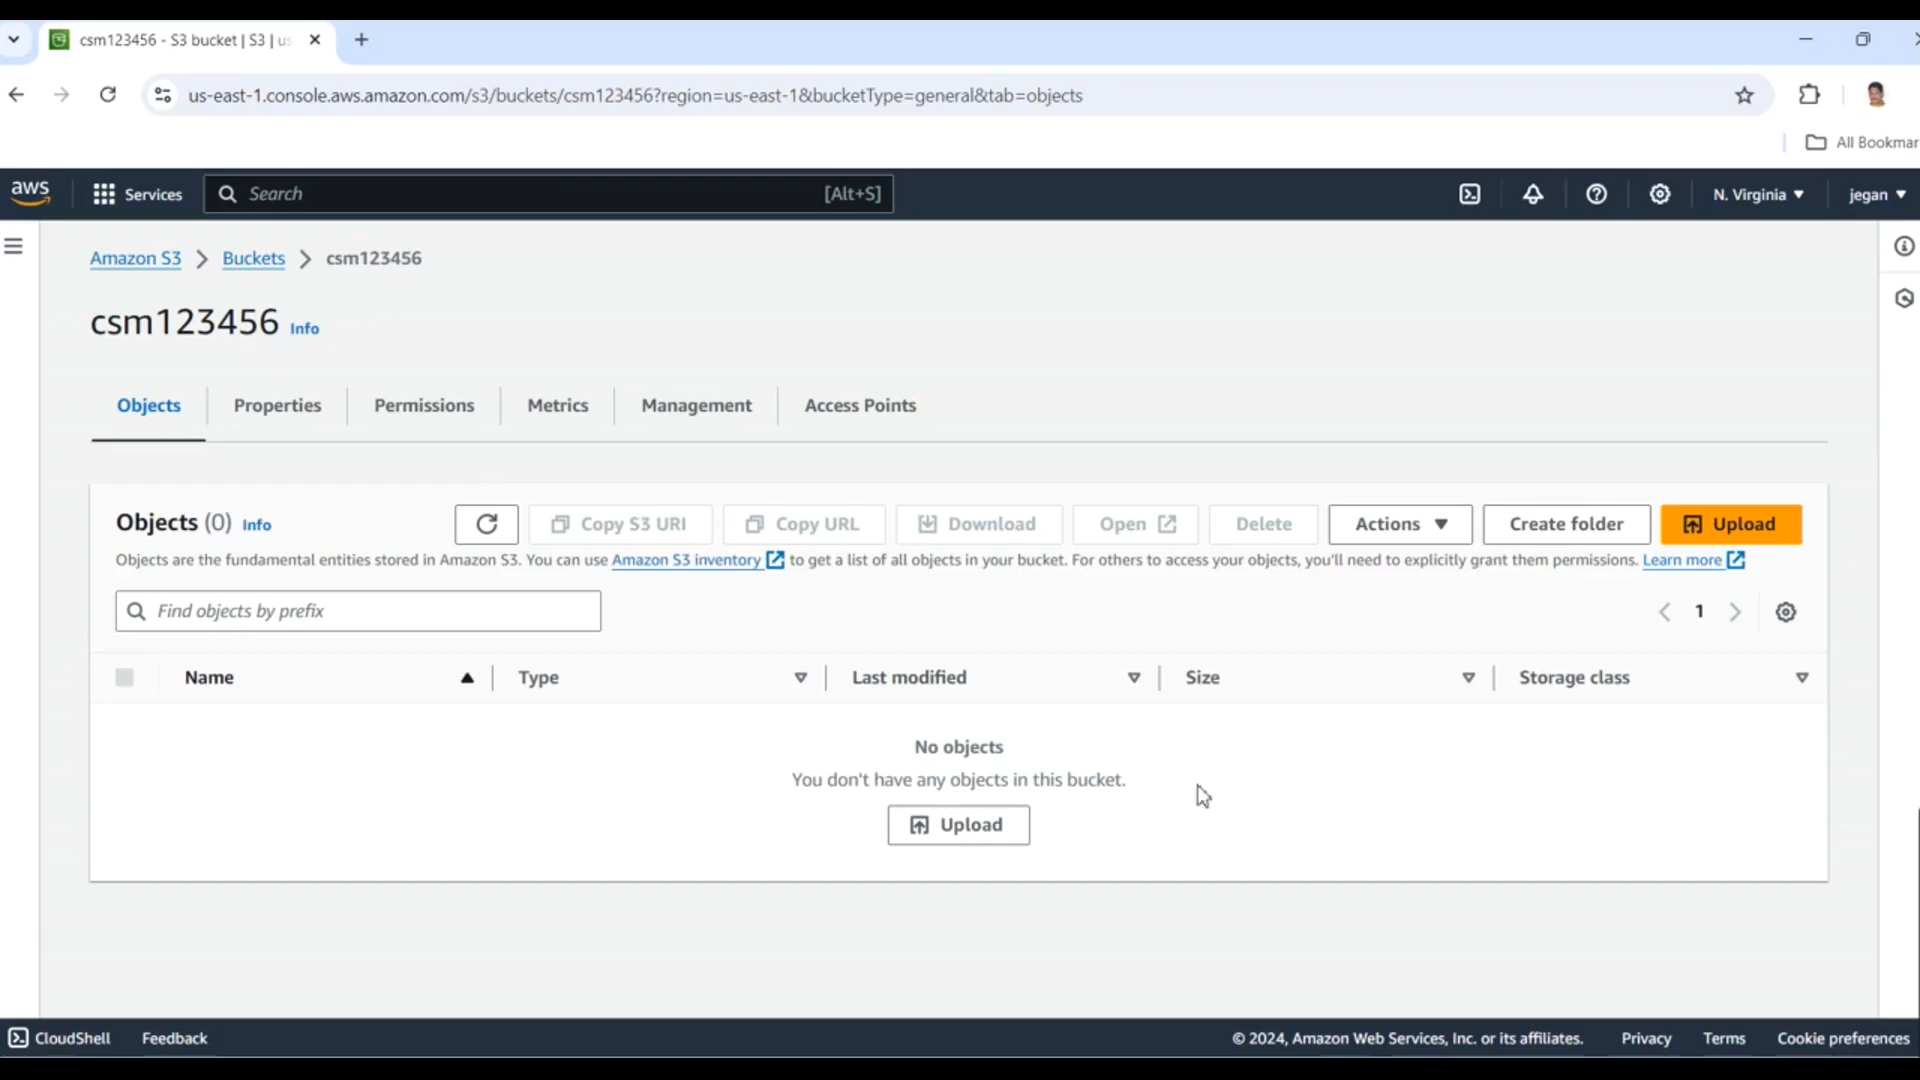 csm123456 - S3 bucket | S3 | us
us-east-1.console.aws.amazon.com/s3/buckets/csm123456?region=us-east-1&bucketType=general&tab=objects
All Bookmar
aws Services Search [Alt+S] N. Virginia jegan
Amazon S3 Buckets csm123456
csm123456 Info
Objects Properties Permissions Metrics Management Access Points
Objects (0) Info Copy S3 URI Copy URL Download Open Delete Actions Create folder Upload
Objects are the fundamental entities stored in Amazon S3. You can use Amazon S3 inventory to get a list of all objects in your bucket. For others to access your objects, you'll need to explicitly grant them permissions. Learn more
Find objects by prefix 1
Name Type Last modified Size Storage class
No objects
You don't have any objects in this bucket.
Upload
CloudShell Feedback © 2024, Amazon Web Services, Inc. or its affiliates. Privacy Terms Cookie preferences